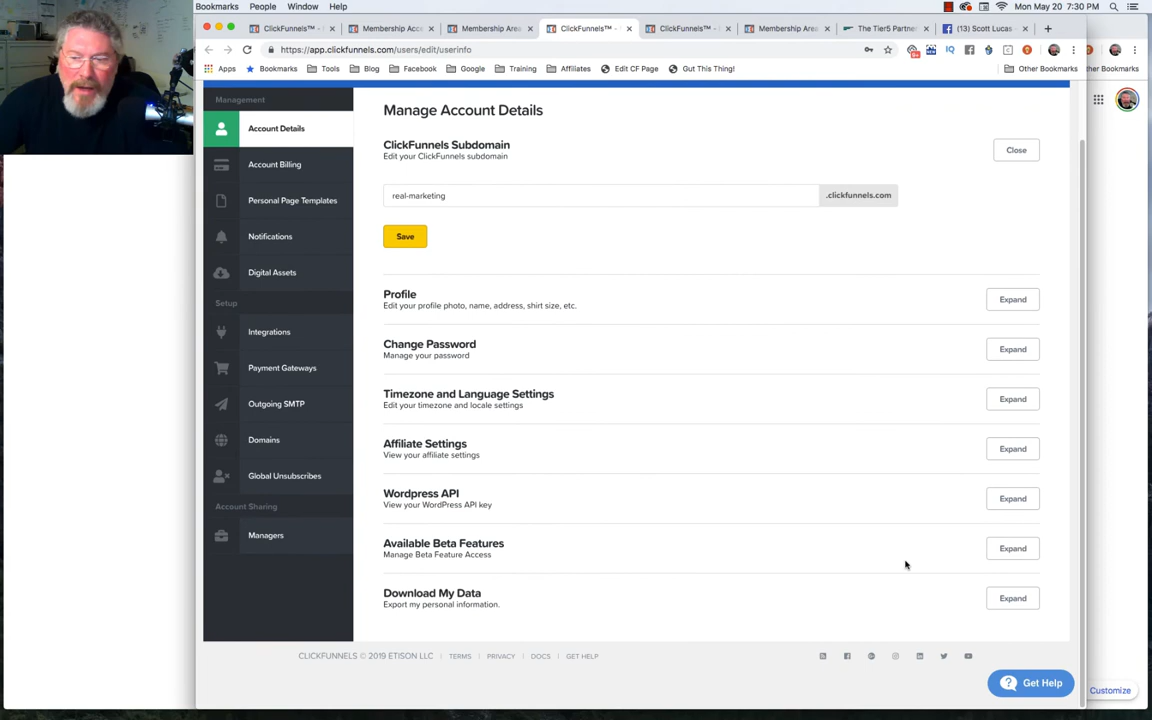 Bookmarks People Window Help Mon May 20 7:30 PM
ClickFunnels™ - Membership Acc Membership Area ClickFunnels™ - ClickFunnels™ - Membership Area The Tier5 Partner (13) Scott Lucas -
https://app.clickfunnels.com/users/edit/userinfo
Apps Bookmarks Tools Blog Facebook Google Training Affiliates Edit CF Page Gut This Thing! Other Bookmarks Other Bookmarks
Management
Account Details
Account Billing
Personal Page Templates
Notifications
Digital Assets
Setup
Integrations
Payment Gateways
Outgoing SMTP
Domains
Global Unsubscribes
Account Sharing
Managers
Manage Account Details
ClickFunnels Subdomain
Edit your ClickFunnels subdomain
Close
real-marketing .clickfunnels.com
Save
Profile
Edit your profile photo, name, address, shirt size, etc.
Expand
Change Password
Manage your password
Expand
Timezone and Language Settings
Edit your timezone and locale settings
Expand
Affiliate Settings
View your affiliate settings
Expand
Wordpress API
View your WordPress API key
Expand
Available Beta Features
Manage Beta Feature Access
Expand
Download My Data
Export my personal information.
Expand
CLICKFUNNELS © 2019 ETISON LLC | TERMS | PRIVACY | DOCS | GET HELP
Get Help
Customize